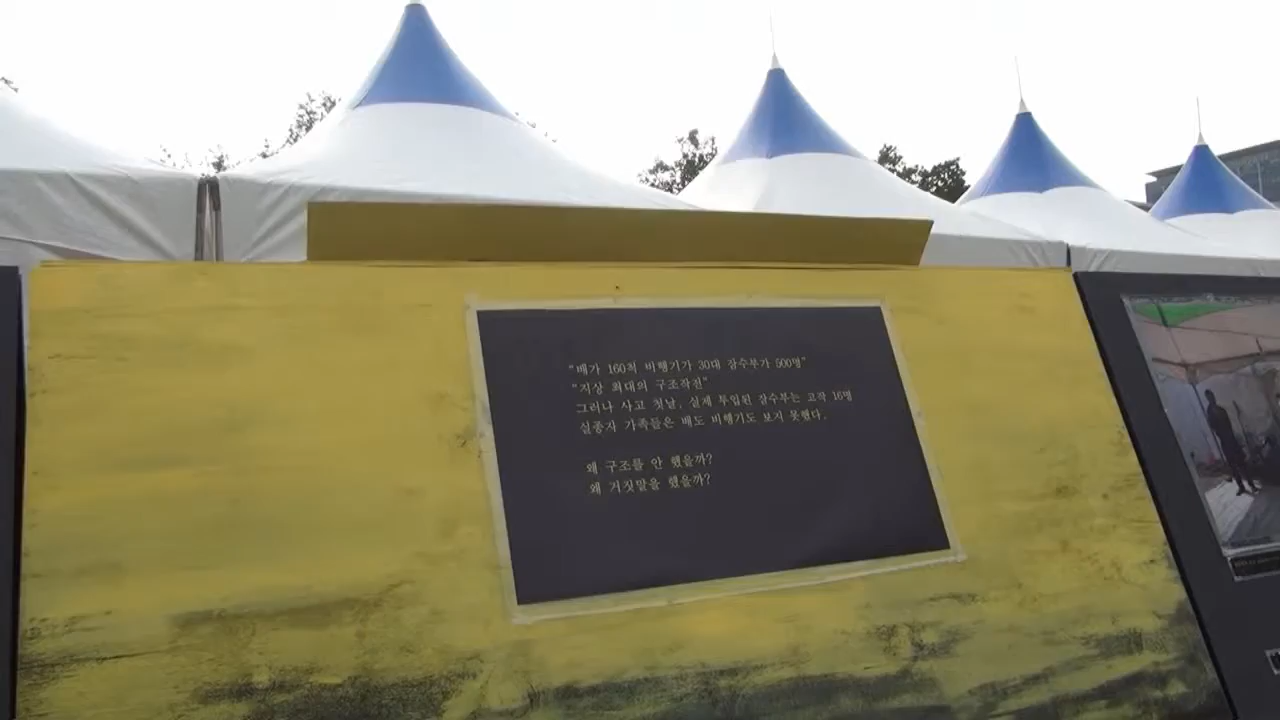 "배가 160척 비행기가 30대 잠수부가 500명"
"지상 최대의 구조작전"
그러나 사고 첫날, 실제 투입된 잠수부는 고작 16명
실종자 가족들은 배도 비행기도 보지 못했다.
왜 구조를 안 했을까?
왜 거짓말을 했을까?